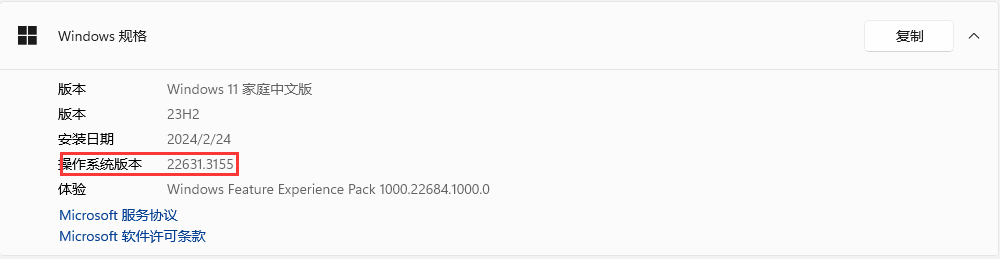 Windows 规格 复制
版本 Windows 11 家庭中文版
版本 23H2
安装日期 2024/2/24
操作系统版本 22631.3155
体验 Windows Feature Experience Pack 1000.22684.1000.0
Microsoft 服务协议
Microsoft 软件许可条款